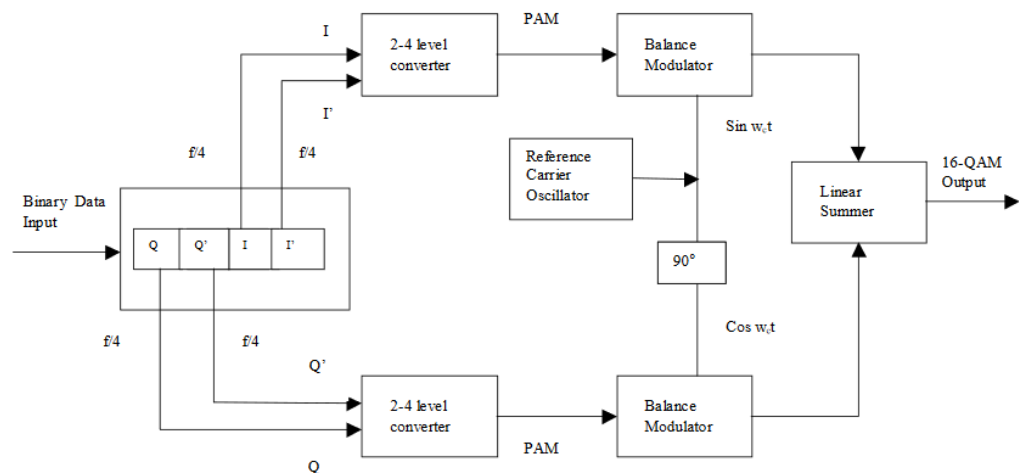 I
PAM
2-4 level
converter
Balance
Modulator
I’
Sin wct
f/4
f/4
Reference
Carrier
Oscillator
16-QAM
Output
Linear
Summer
Binary Data
Input
Q
Q’
I
I’
90°
Cos wct
f/4
f/4
Q’
2-4 level
converter
Balance
Modulator
PAM
Q